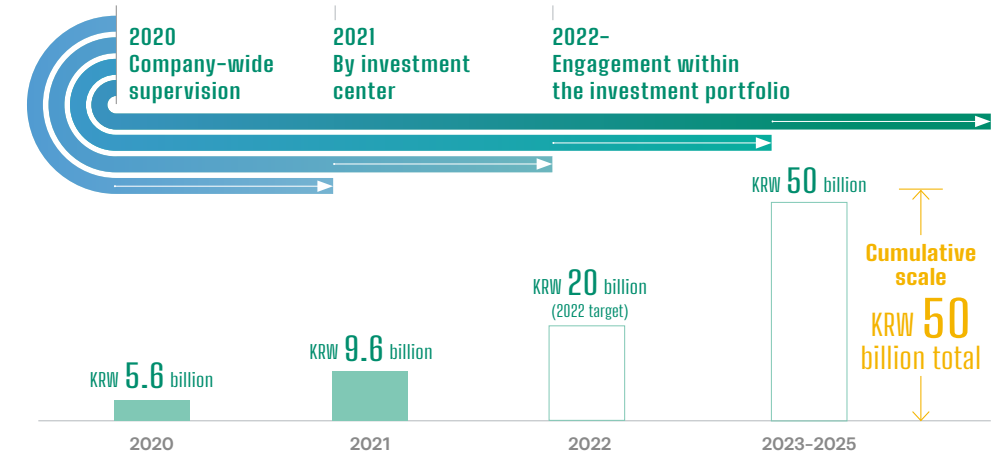 2020
Company-wide
supervision
2021
By investment
center
2022-
Engagement within
the investment portfolio
KRW 5.6 billion
KRW 9.6 billion
KRW 20 billion
(2022 target)
KRW 50 billion
Cumulative
scale
KRW 50
billion total
2020
2021
2022
2023-2025